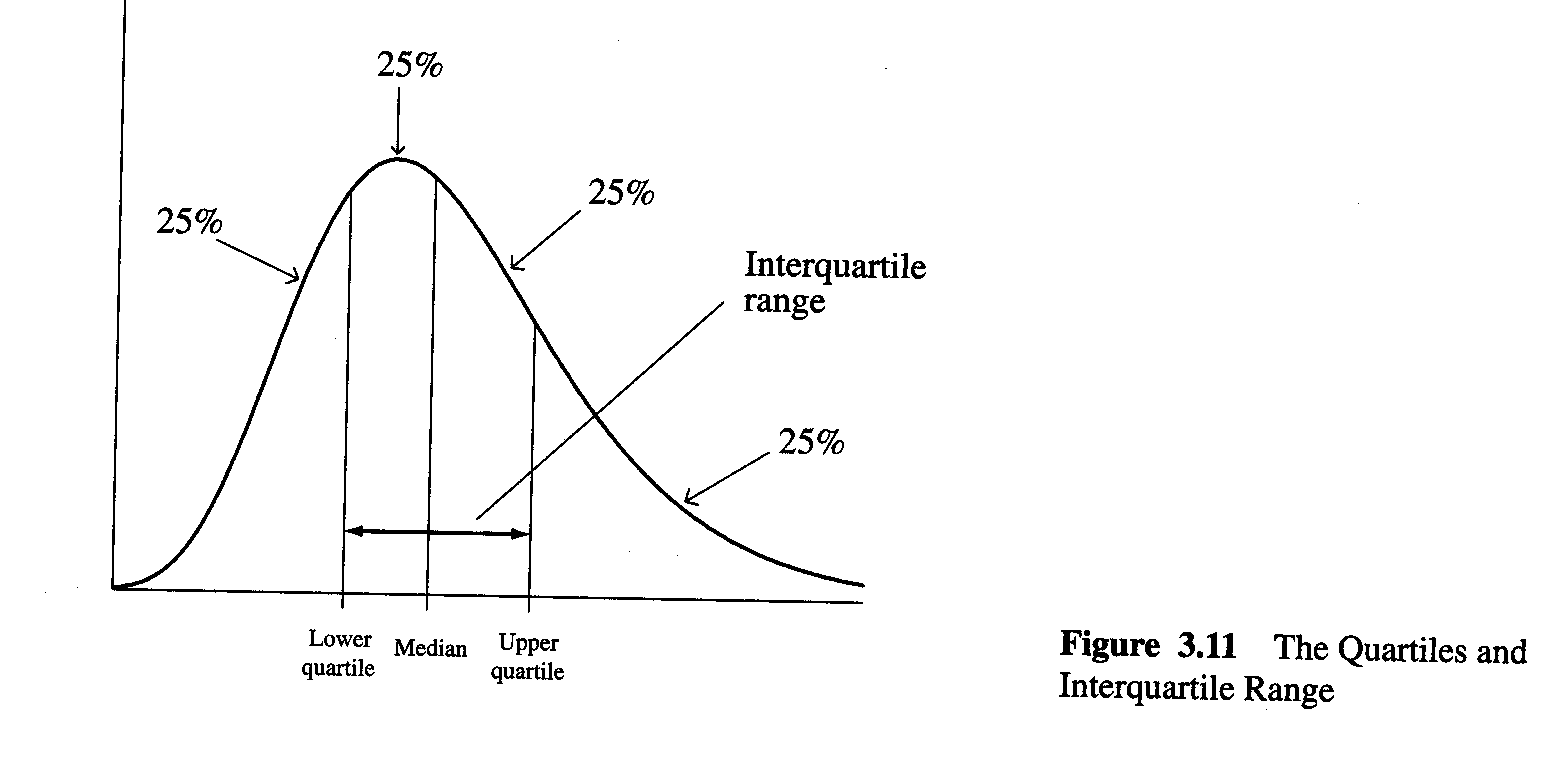 25%
25%
25%
Interquartile
range
25%
Lower
quartile
Median
Upper
quartile
Figure 3.11 The Quartiles and
Interquartile Range